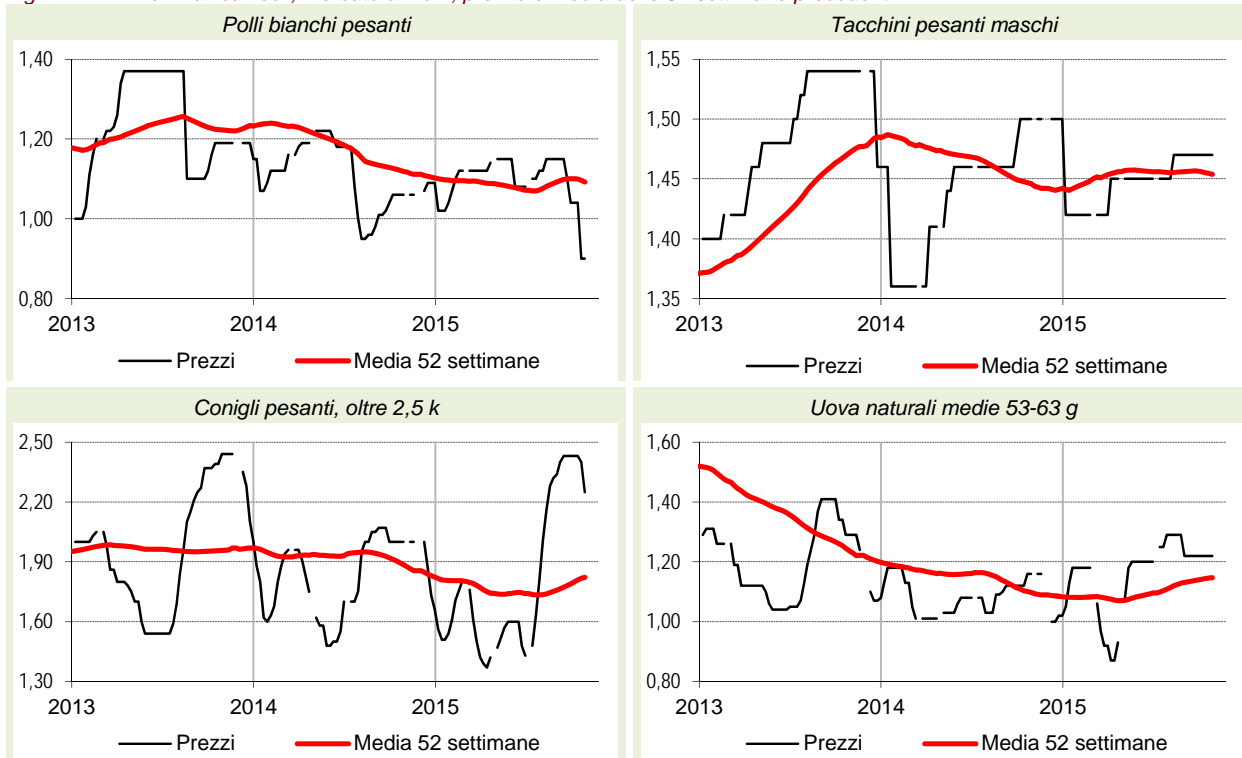 Polli bianchi pesanti
1,40
1,20
1,00
0,80
2013 2014 2015
Prezzi Media 52 settimane
Tacchini pesanti maschi
1,55
1,50
1,45
1,40
1,35
2013 2014 2015
Prezzi Media 52 settimane
Conigli pesanti, oltre 2,5 k
2,50
2,20
1,90
1,60
1,30
2013 2014 2015
Prezzi Media 52 settimane
Uova naturali medie 53-63 g
1,60
1,40
1,20
1,00
0,80
2013 2014 2015
Prezzi Media 52 settimane